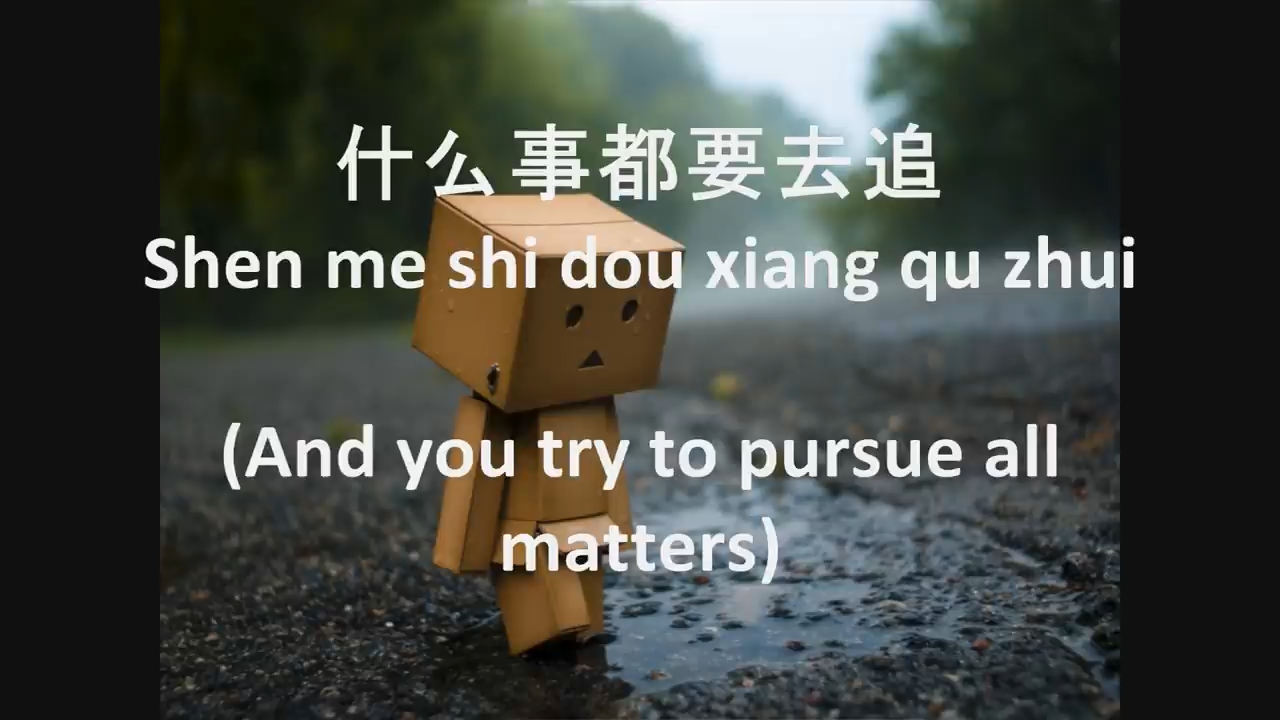 什么事都要去追
Shen me shi dou xiang qu zhui
(And you try to pursue all
matters)